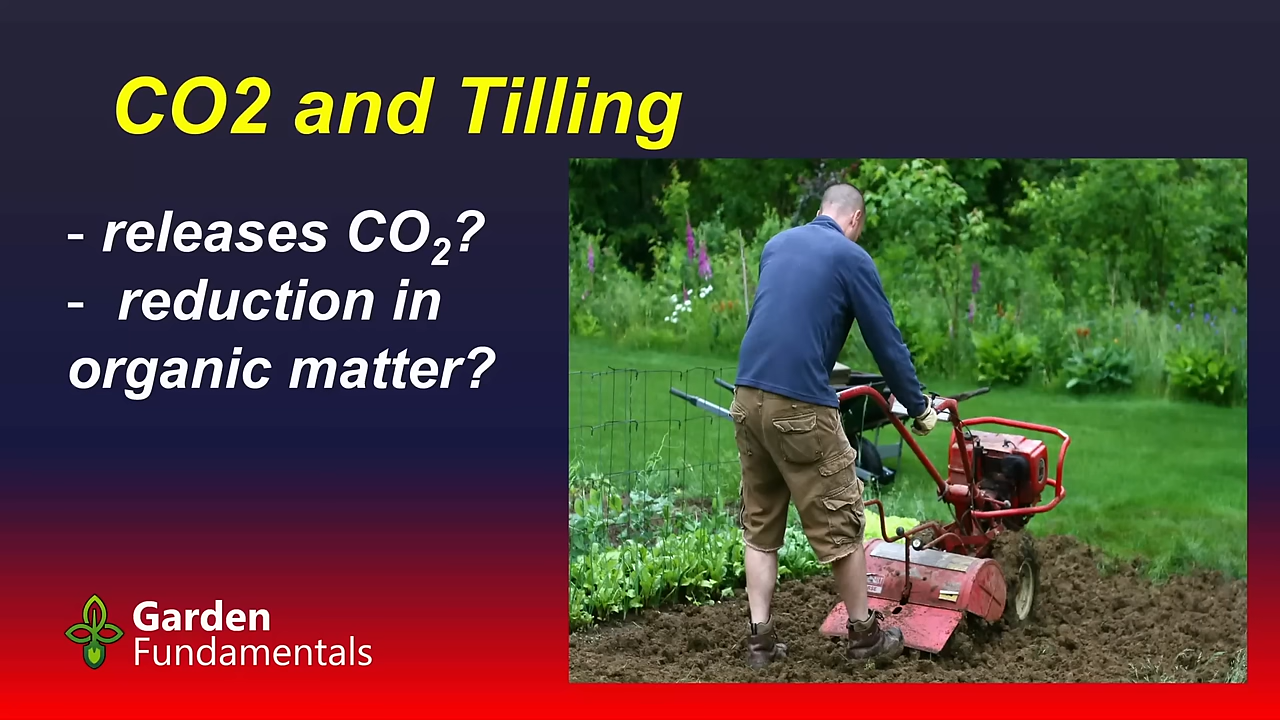 CO2 and Tilling
- releases CO₂?
- reduction in
organic matter?
Garden
Fundamentals